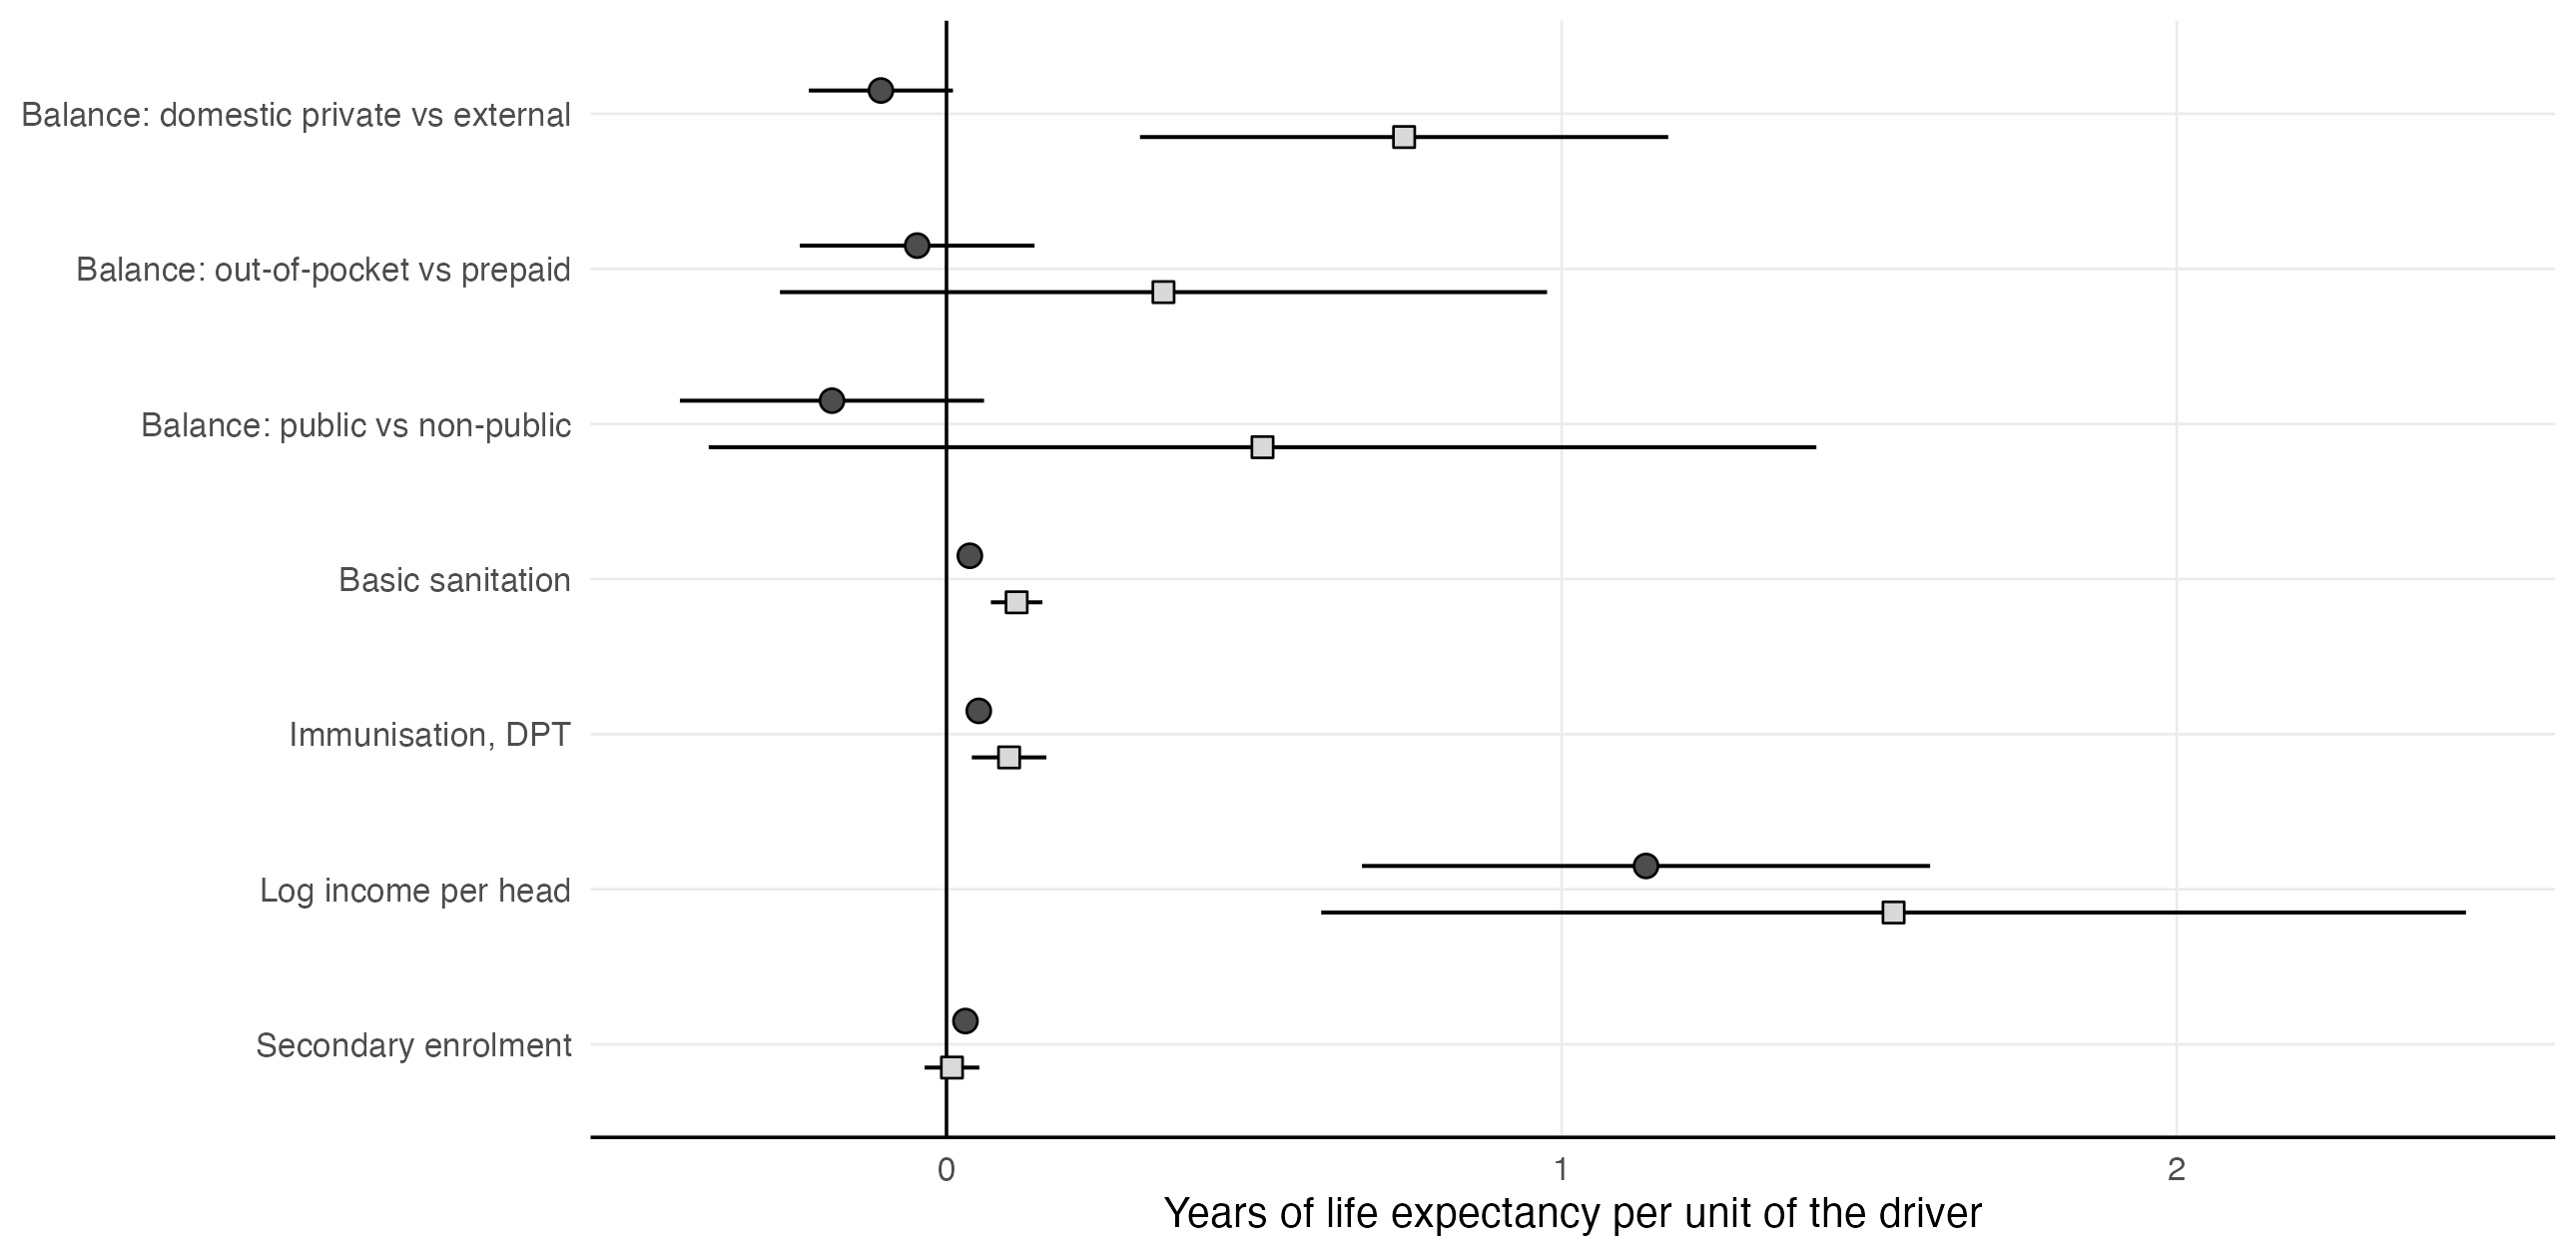 Balance: domestic private vs external
Balance: out-of-pocket vs prepaid
Balance: public vs non-public
Basic sanitation
Immunisation, DPT
Log income per head
Secondary enrolment
0 1 2
Years of life expectancy per unit of the driver